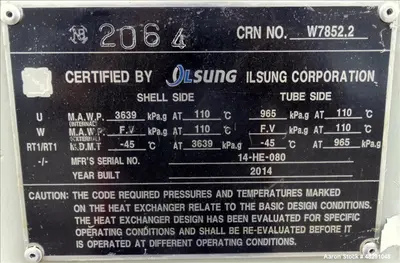 NB 2064 CRN NO. W7852.2
CERTIFIED BY ILSUNG ILSUNG CORPORATION
SHELL SIDE TUBE SIDE
U M.A.W.P. (INTERNAL) 3639 kPa.g AT 110 ℃ 965 kPa.g AT 110 ℃
W M.A.W.P. (EXTERNAL) F.V kPa.g AT 110 ℃ F.V kPa.g AT 110 ℃
RT1/RT1 M.D.M.T -45 ℃ AT 3639 kPa.g -45 ℃ AT 965 kPa.g
-/- MFR'S SERIAL NO. 14-HE-080
YEAR BUILT 2014
CAUTION: THE CODE REQUIRED PRESSURES AND TEMPERATURES MARKED
ON THE HEAT EXCHANGER RELATE TO THE BASIC DESIGN CONDITIONS.
THE HEAT EXCHANGER DESIGN HAS BEEN EVALUATED FOR SPECIFIC
OPERATING CONDITIONS AND SHALL BE RE-EVALUATED BEFORE IT
IS OPERATED AT DIFFERENT OPERATING CONDITIONS.